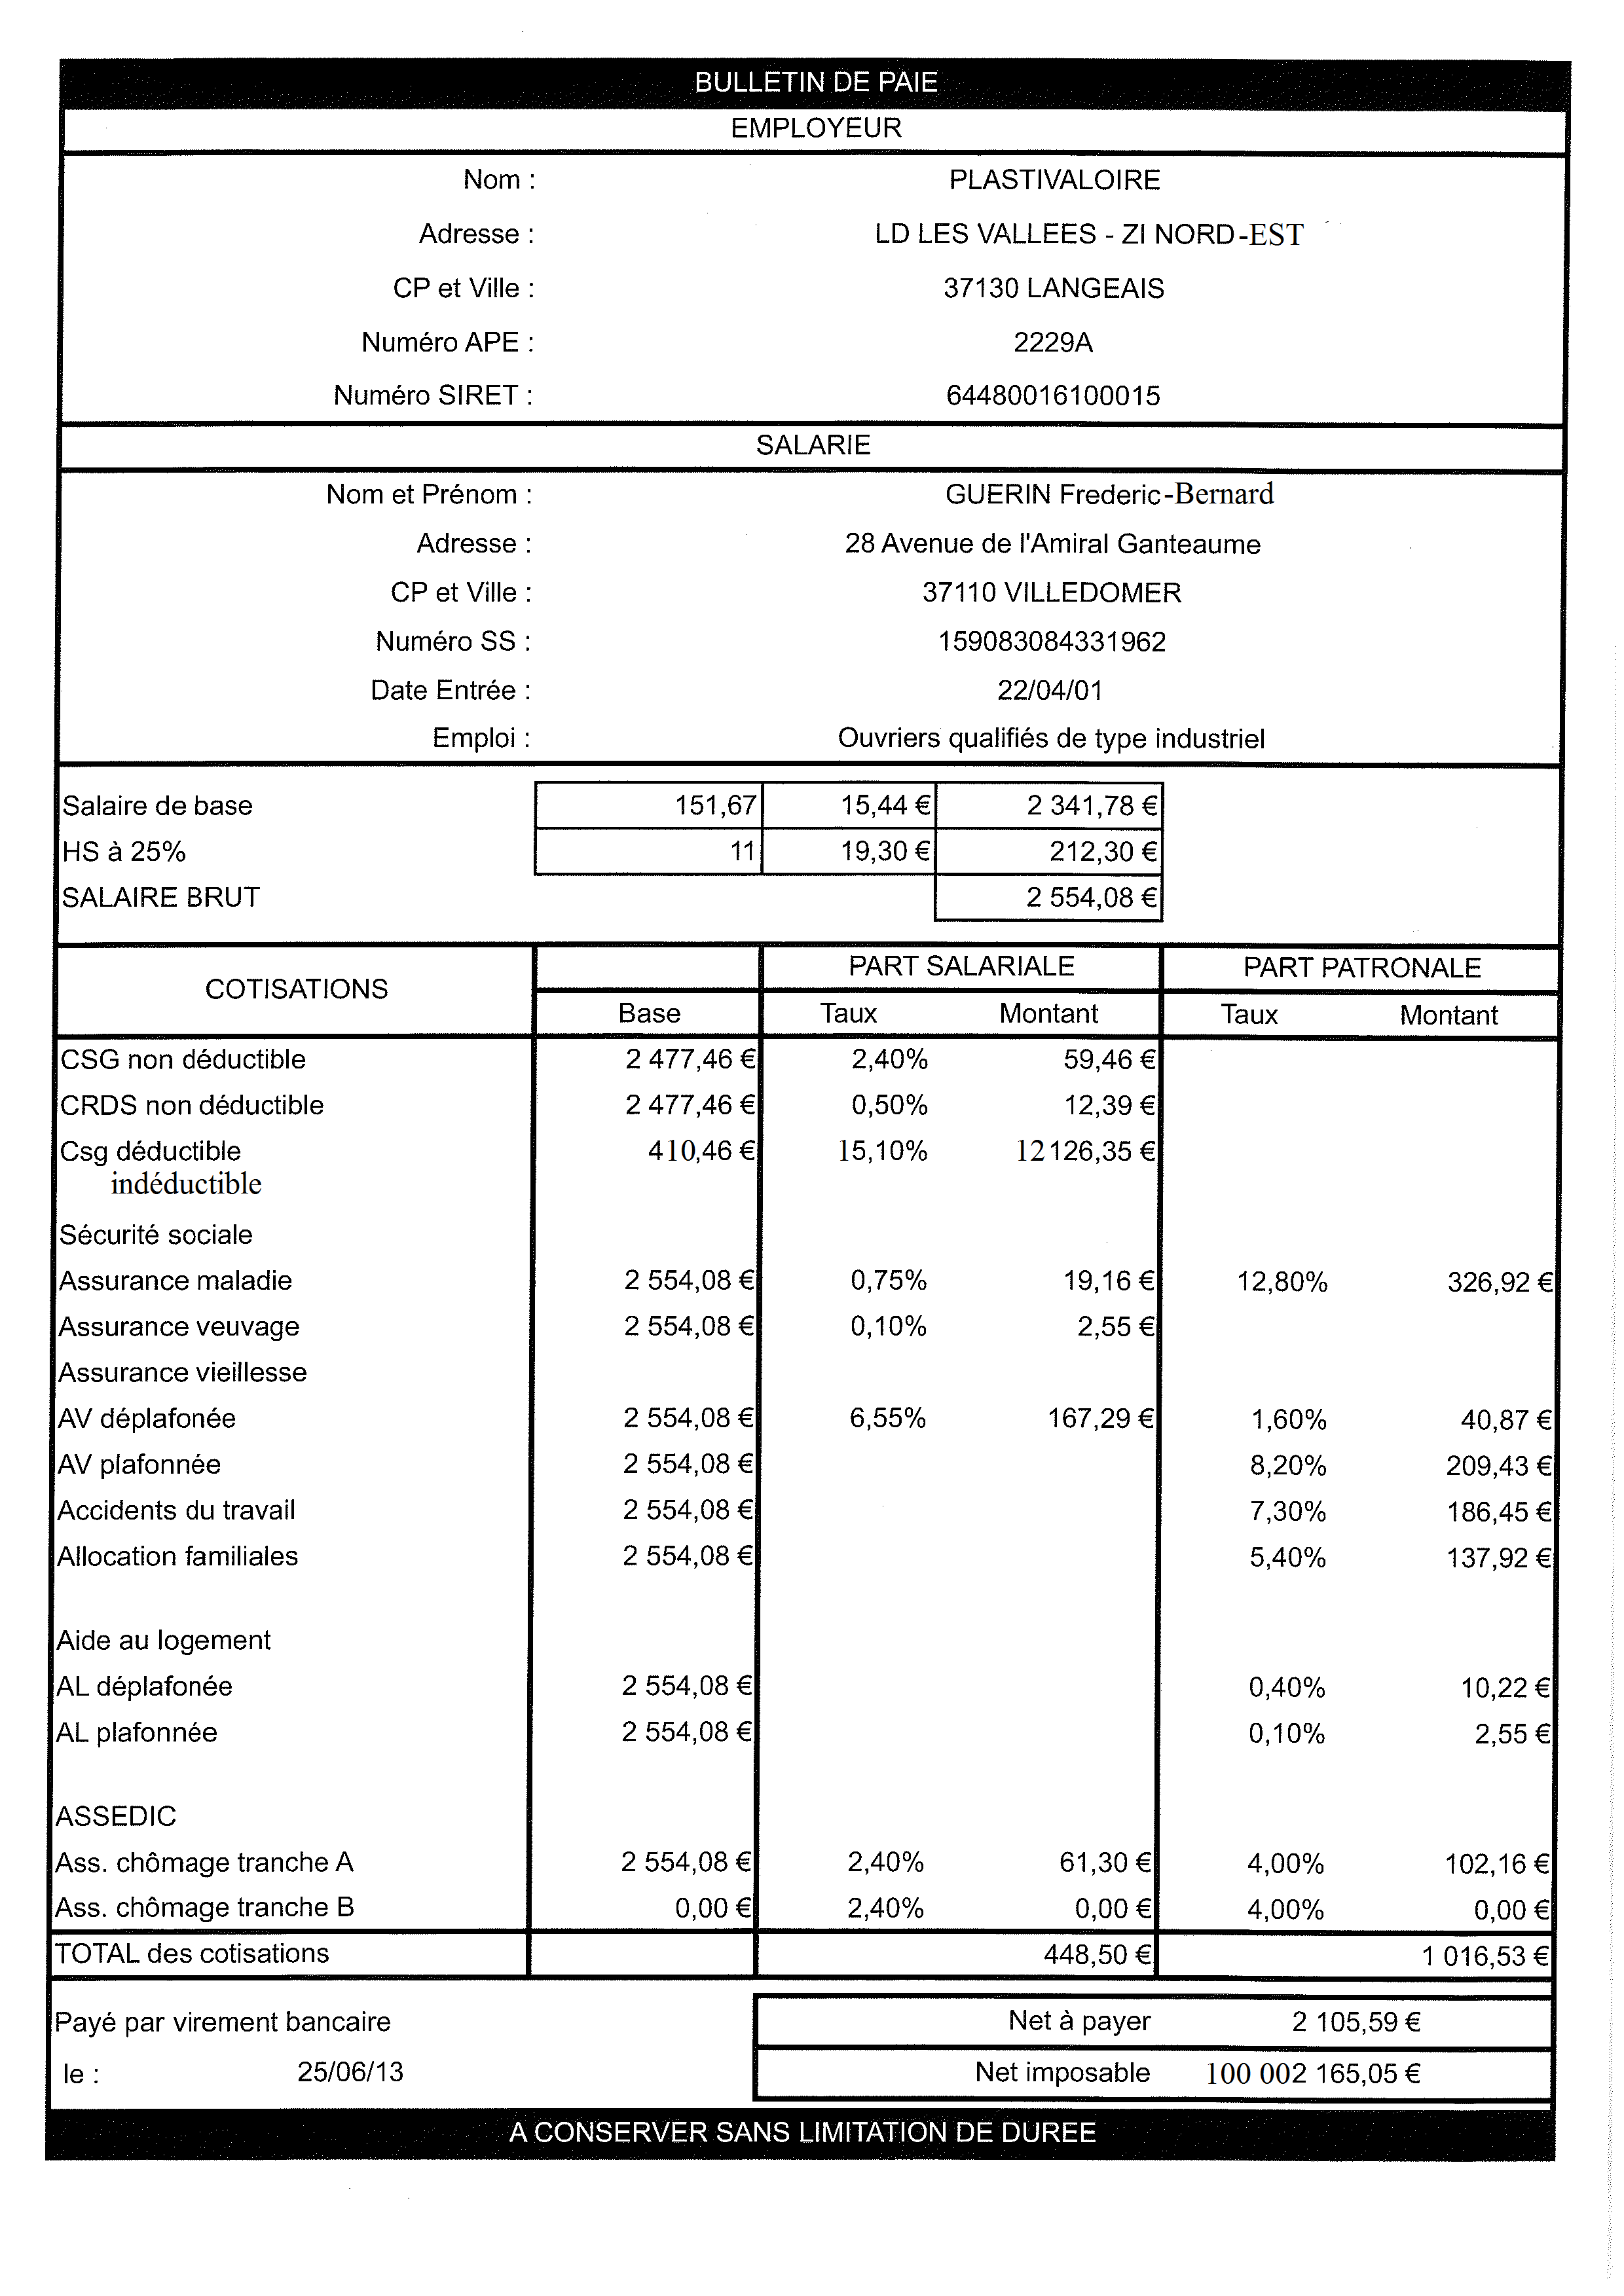 BULLETIN DE PAIE
EMPLOYEUR
Nom : PLASTIVALOIRE
Adresse : LD LES VALLEES - ZI NORD-EST
CP et Ville : 37130 LANGEAIS
Numéro APE : 2229A
Numéro SIRET : 64480016100015
SALARIE
Nom et Prénom : GUERIN Frederic-Bernard
Adresse : 28 Avenue de l'Amiral Ganteaume
CP et Ville : 37110 VILLEDOMER
Numéro SS : 159083084331962
Date Entrée : 22/04/01
Emploi : Ouvriers qualifiés de type industriel
Salaire de base 151,67 15,44 € 2 341,78 €
HS à 25% 11 19,30 € 212,30 €
SALAIRE BRUT 2 554,08 €
COTISATIONS PART SALARIALE PART PATRONALE
Base Taux Montant Taux Montant
CSG non déductible 2 477,46 € 2,40% 59,46 €
CRDS non déductible 2 477,46 € 0,50% 12,39 €
Csg déductible 410,46 € 15,10% 12126,35 €
indéductible
Sécurité sociale
Assurance maladie 2 554,08 € 0,75% 19,16 € 12,80% 326,92 €
Assurance veuvage 2 554,08 € 0,10% 2,55 €
Assurance vieillesse
AV déplafonée 2 554,08 € 6,55% 167,29 € 1,60% 40,87 €
AV plafonnée 2 554,08 € 8,20% 209,43 €
Accidents du travail 2 554,08 € 7,30% 186,45 €
Allocation familiales 2 554,08 € 5,40% 137,92 €
Aide au logement
AL déplafonée 2 554,08 € 0,40% 10,22 €
AL plafonnée 2 554,08 € 0,10% 2,55 €
ASSEDIC
Ass. chômage tranche A 2 554,08 € 2,40% 61,30 € 4,00% 102,16 €
Ass. chômage tranche B 0,00 € 2,40% 0,00 € 4,00% 0,00 €
TOTAL des cotisations 448,50 € 1 016,53 €
Payé par virement bancaire Net à payer 2 105,59 €
le : 25/06/13 Net imposable 100 002 165,05 €
A CONSERVER SANS LIMITATION DE DUREE